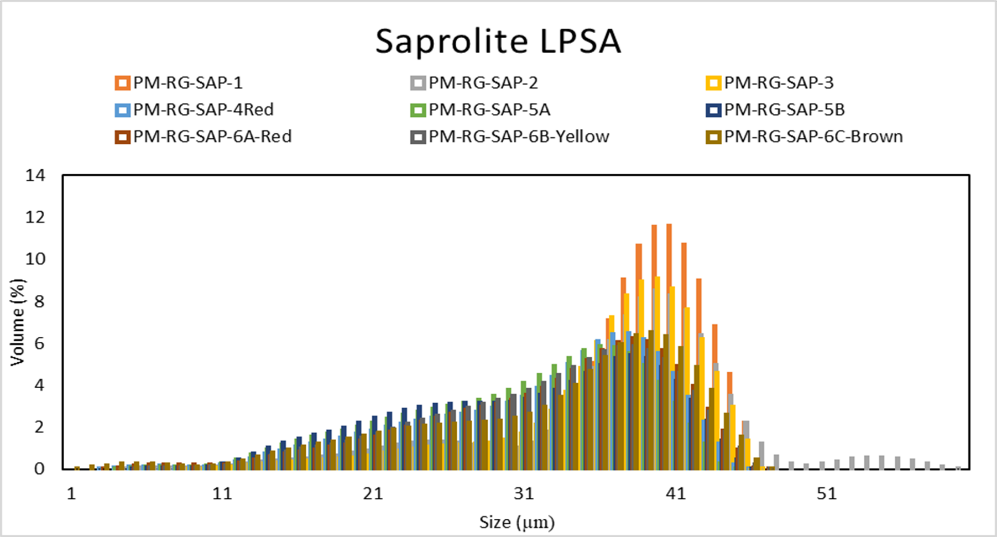 Saprolite LPSA
PM-RG-SAP-1 PM-RG-SAP-2 PM-RG-SAP-3
PM-RG-SAP-4Red PM-RG-SAP-5A PM-RG-SAP-5B
PM-RG-SAP-6A-Red PM-RG-SAP-6B-Yellow PM-RG-SAP-6C-Brown
14
12
10
8
6
4
2
0
Volume (%)
1 11 21 31 41 51
Size (µm)